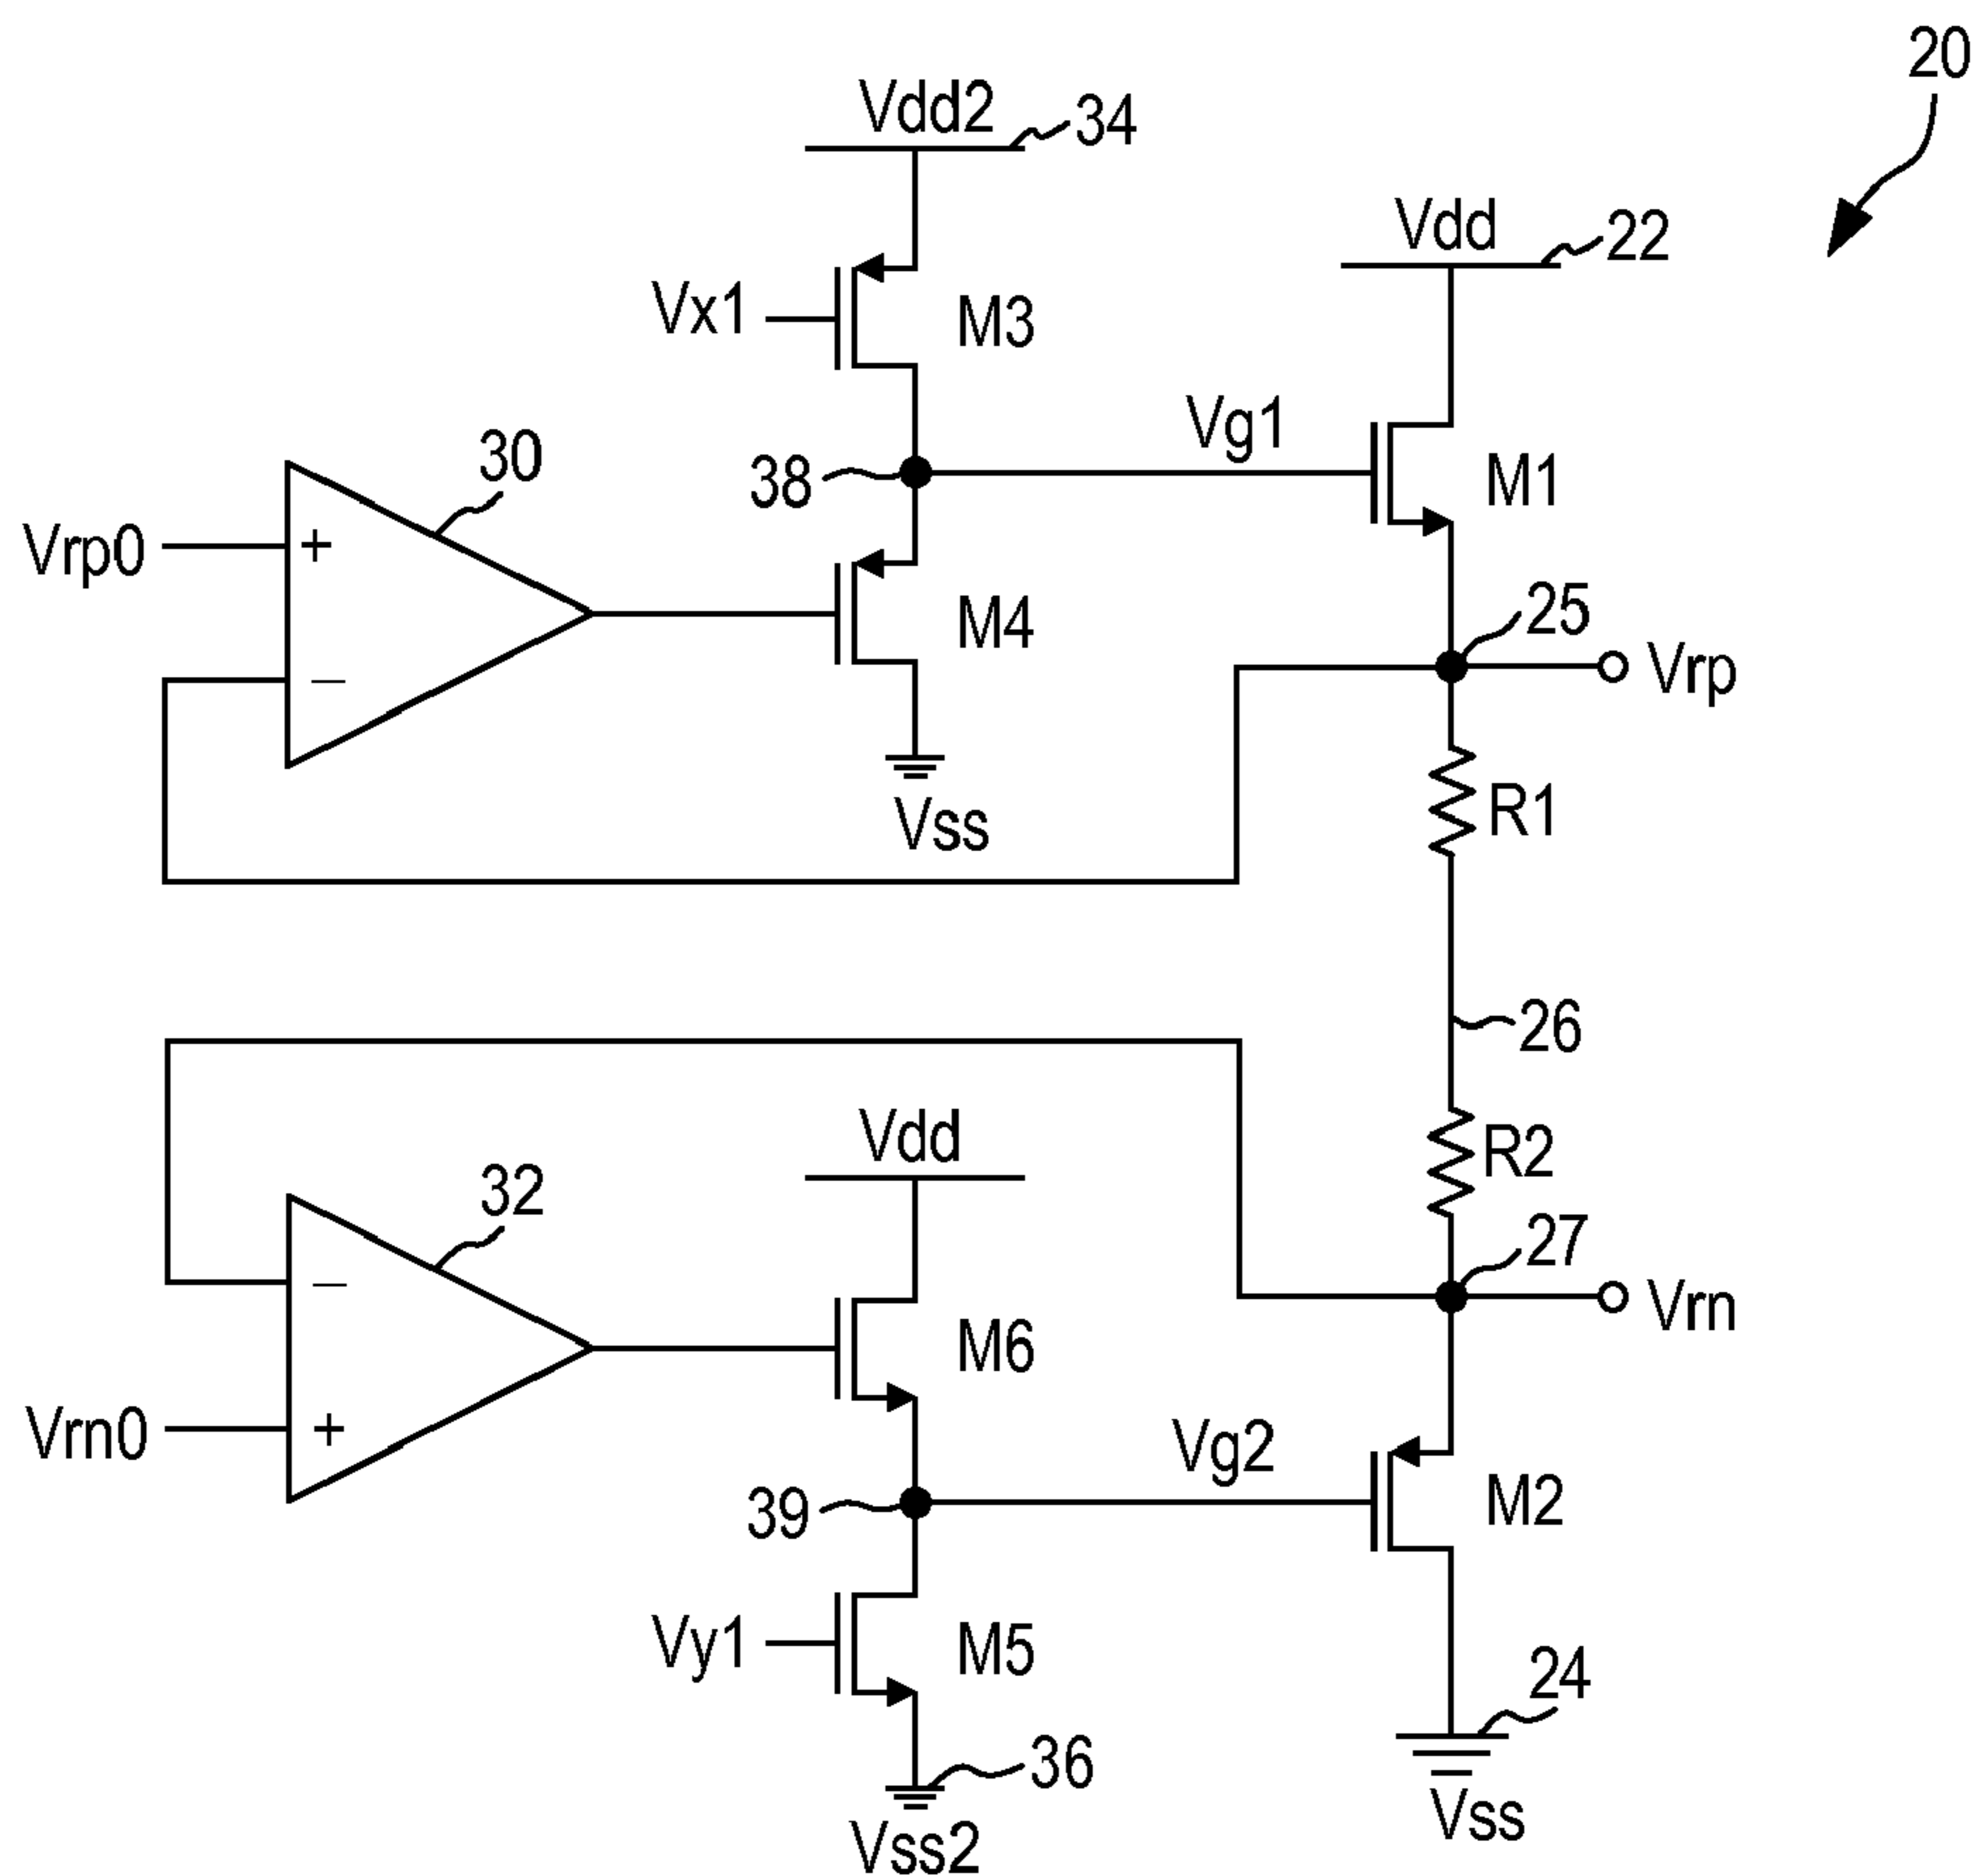 20
Vdd2
34
Vdd
22
Vx1
M3
Vg1
30
38
M1
Vrp0
+
25
M4
Vrp
−
R1
Vss
26
Vdd
R2
32
27
−
Vrn
M6
Vrn0
+
Vg2
39
M2
Vy1
M5
24
36
Vss
Vss2